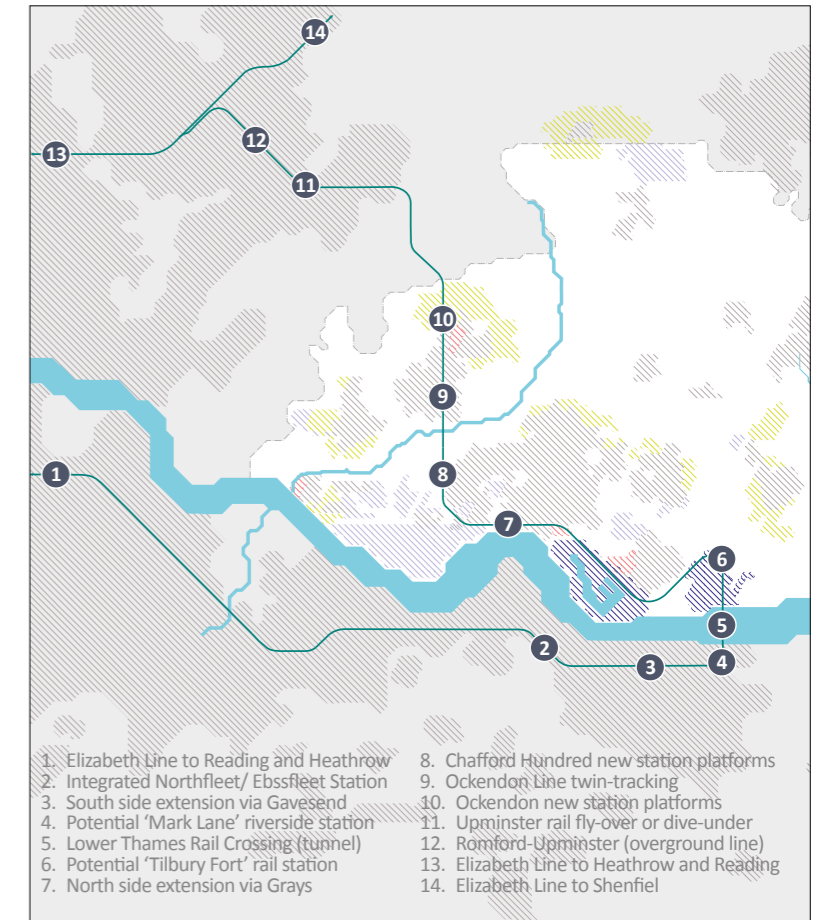 14
12
13
11
10
9
1
8
7
6
5
2
3
4
1. Elizabeth Line to Reading and Heathrow
2. Integrated Northfleet/ Ebssfleet Station
3. South side extension via Gavesend
4. Potential ‘Mark Lane’ riverside station
5. Lower Thames Rail Crossing (tunnel)
6. Potential ‘Tilbury Fort’ rail station
7. North side extension via Grays
8. Chafford Hundred new station platforms
9. Ockendon Line twin-tracking
10. Ockendon new station platforms
11. Upminster rail fly-over or dive-under
12. Romford-Upminster (overground line)
13. Elizabeth Line to Heathrow and Reading
14. Elizabeth Line to Shenfiel